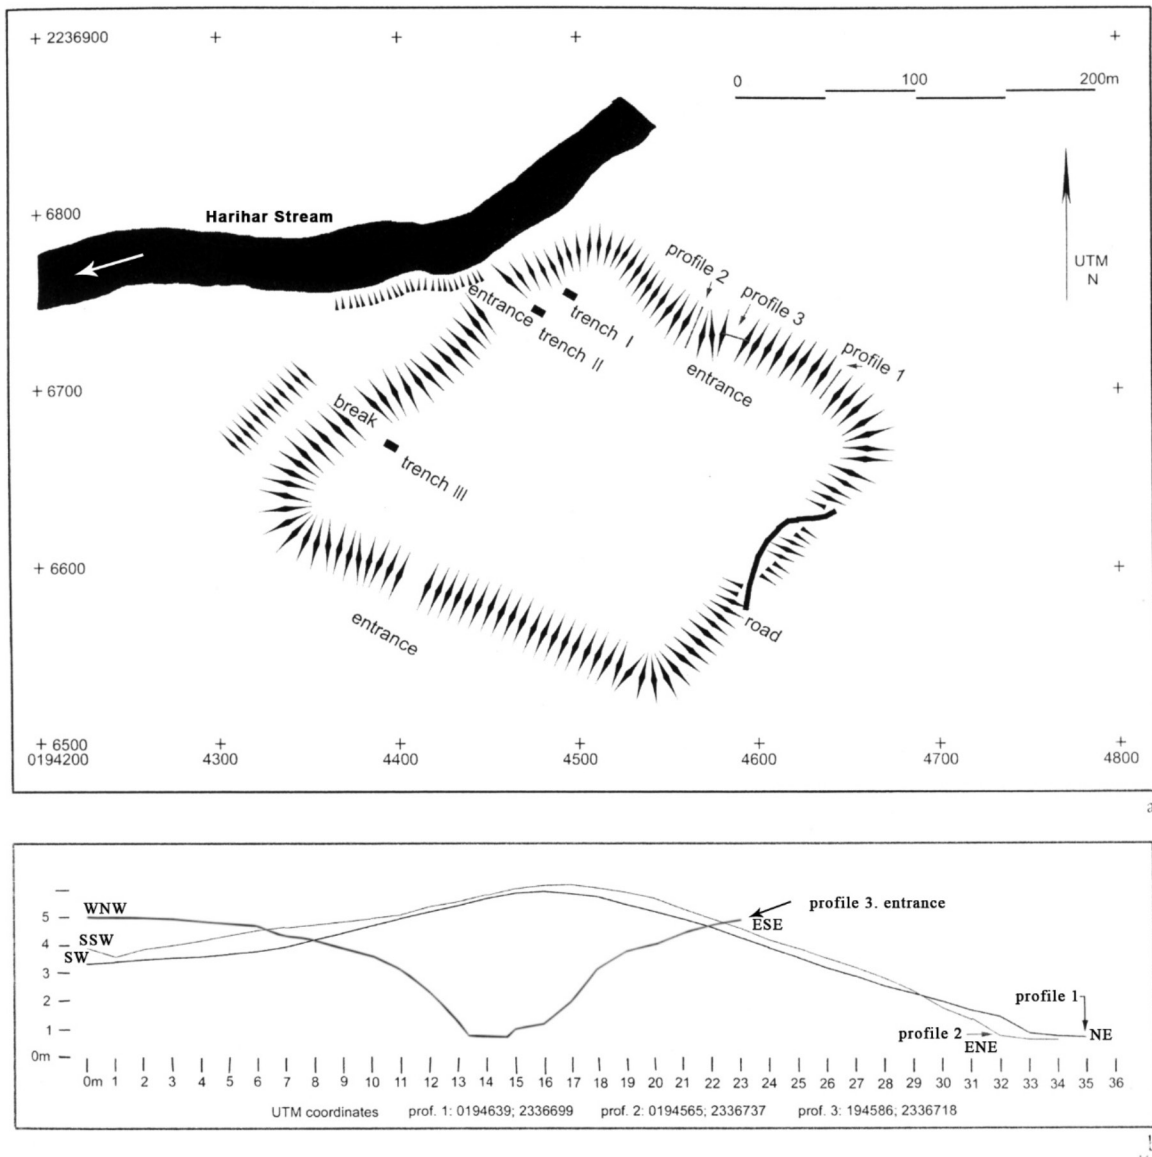 + 2236900 + + + +
0 100 200m
+ 6800
Harihar Stream
UTM
N
profile 2
profile 3
entrance
trench I
trench II
profile 1
entrance
+ 6700 +
break
trench III
+ 6600 +
road
entrance
+ 6500 + + + + + +
0194200 4300 4400 4500 4600 4700 4800
a
WNW
profile 3. entrance
5
ESE
SSW
4
SW
3
profile 1
2
1
profile 2
NE
ENE
0m
0m 1 2 3 4 5 6 7 8 9 10 11 12 13 14 15 16 17 18 19 20 21 22 23 24 25 26 27 28 29 30 31 32 33 34 35 36
UTM coordinates prof. 1: 0194639; 2336699 prof. 2: 0194565; 2336737 prof. 3: 194586; 2336718